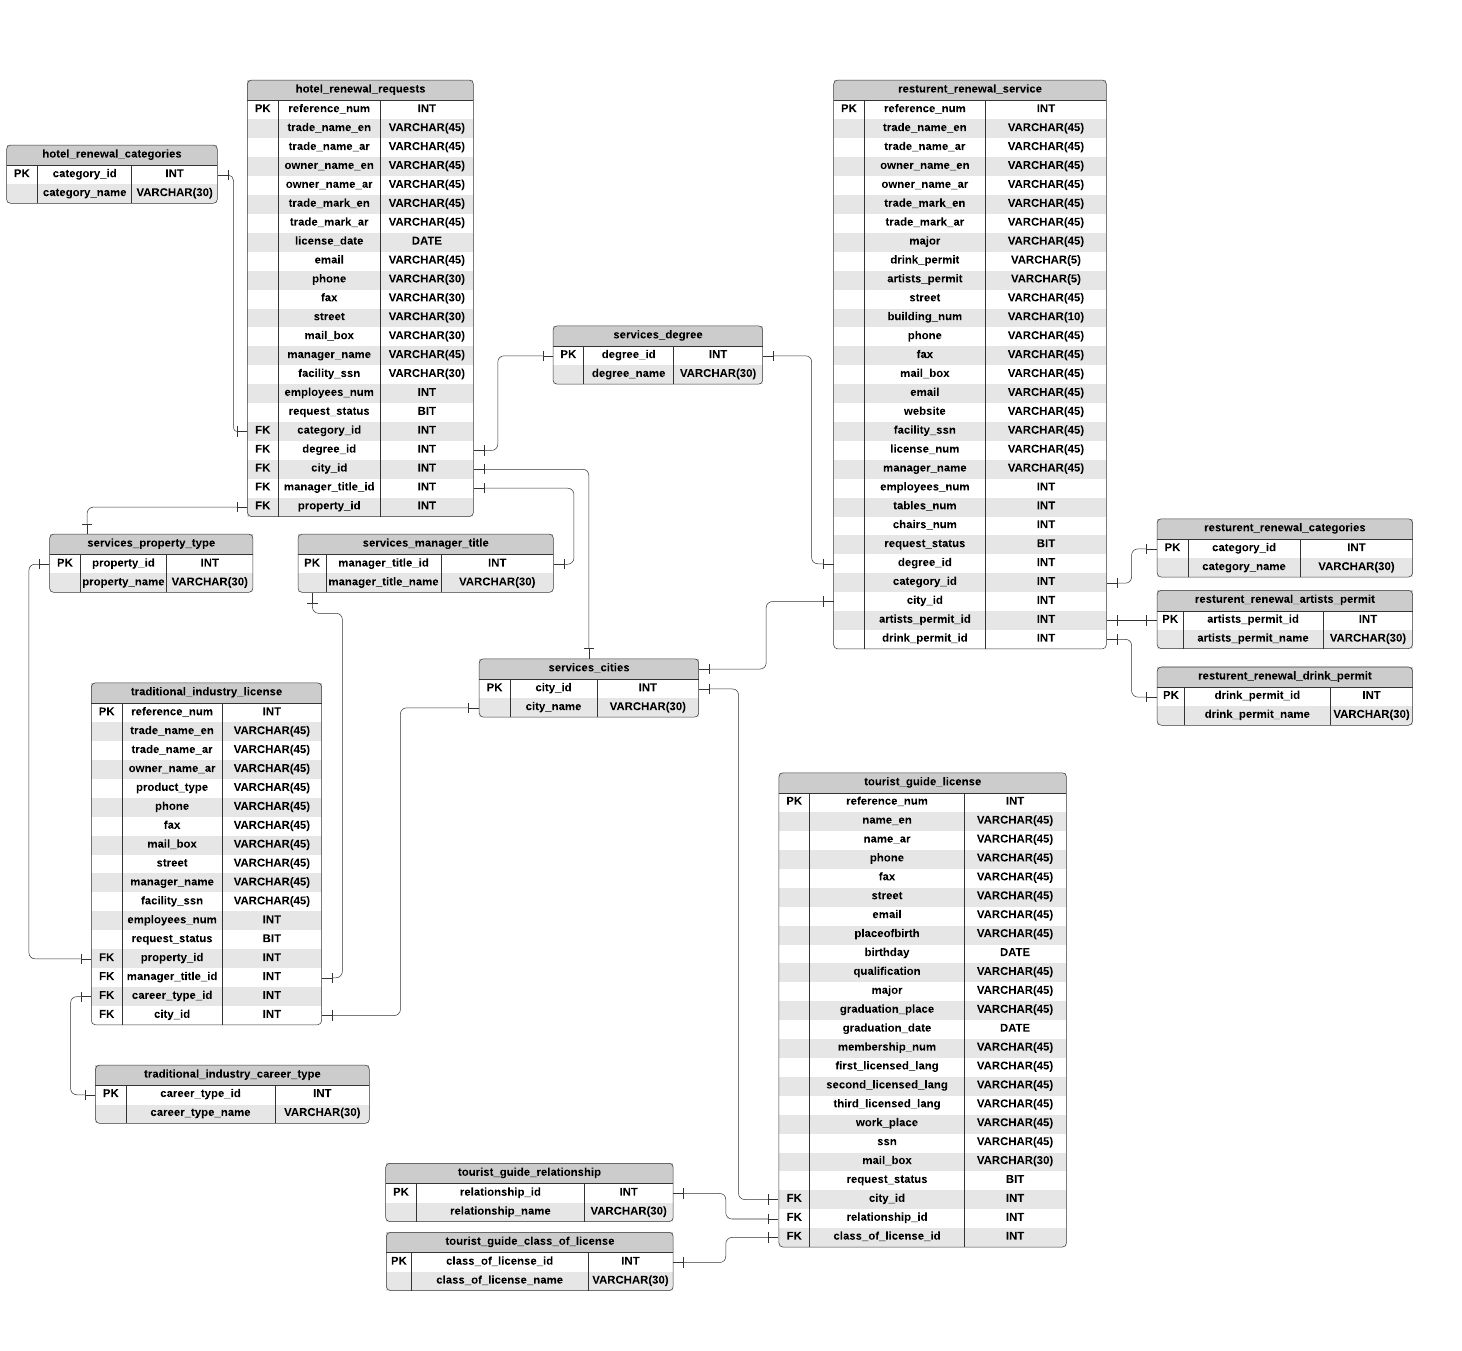 hotel_renewal_requests
PK reference_num INT
trade_name_en VARCHAR(45)
trade_name_ar VARCHAR(45)
owner_name_en VARCHAR(45)
owner_name_ar VARCHAR(45)
trade_mark_en VARCHAR(45)
trade_mark_ar VARCHAR(45)
license_date DATE
email VARCHAR(45)
phone VARCHAR(30)
fax VARCHAR(30)
street VARCHAR(30)
mail_box VARCHAR(30)
manager_name VARCHAR(45)
facility_ssn VARCHAR(30)
employees_num INT
request_status BIT
FK category_id INT
FK degree_id INT
FK city_id INT
FK manager_title_id INT
FK property_id INT
resturent_renewal_service
PK reference_num INT
trade_name_en VARCHAR(45)
trade_name_ar VARCHAR(45)
owner_name_en VARCHAR(45)
owner_name_ar VARCHAR(45)
trade_mark_en VARCHAR(45)
trade_mark_ar VARCHAR(45)
major VARCHAR(45)
drink_permit VARCHAR(5)
artists_permit VARCHAR(5)
street VARCHAR(45)
building_num VARCHAR(10)
phone VARCHAR(45)
fax VARCHAR(45)
mail_box VARCHAR(45)
email VARCHAR(45)
website VARCHAR(45)
facility_ssn VARCHAR(45)
license_num VARCHAR(45)
manager_name VARCHAR(45)
employees_num INT
tables_num INT
chairs_num INT
request_status BIT
degree_id INT
category_id INT
city_id INT
artists_permit_id INT
drink_permit_id INT
hotel_renewal_categories
PK category_id INT
category_name VARCHAR(30)
services_degree
PK degree_id INT
degree_name VARCHAR(30)
services_property_type
PK property_id INT
property_name VARCHAR(30)
services_manager_title
PK manager_title_id INT
manager_title_name VARCHAR(30)
resturent_renewal_categories
PK category_id INT
category_name VARCHAR(30)
resturent_renewal_artists_permit
PK artists_permit_id INT
artists_permit_name VARCHAR(30)
resturent_renewal_drink_permit
PK drink_permit_id INT
drink_permit_name VARCHAR(30)
services_cities
PK city_id INT
city_name VARCHAR(30)
traditional_industry_license
PK reference_num INT
trade_name_en VARCHAR(45)
trade_name_ar VARCHAR(45)
owner_name_ar VARCHAR(45)
product_type VARCHAR(45)
phone VARCHAR(45)
fax VARCHAR(45)
mail_box VARCHAR(45)
street VARCHAR(45)
manager_name VARCHAR(45)
facility_ssn VARCHAR(45)
employees_num INT
request_status BIT
FK property_id INT
FK manager_title_id INT
FK career_type_id INT
FK city_id INT
tourist_guide_license
PK reference_num INT
name_en VARCHAR(45)
name_ar VARCHAR(45)
phone VARCHAR(45)
fax VARCHAR(45)
street VARCHAR(45)
email VARCHAR(45)
placeofbirth VARCHAR(45)
birthday DATE
qualification VARCHAR(45)
major VARCHAR(45)
graduation_place VARCHAR(45)
graduation_date DATE
membership_num VARCHAR(45)
first_licensed_lang VARCHAR(45)
second_licensed_lang VARCHAR(45)
third_licensed_lang VARCHAR(45)
work_place VARCHAR(45)
ssn VARCHAR(45)
mail_box VARCHAR(30)
request_status BIT
FK city_id INT
FK relationship_id INT
FK class_of_license_id INT
traditional_industry_career_type
PK career_type_id INT
career_type_name VARCHAR(30)
tourist_guide_relationship
PK relationship_id INT
relationship_name VARCHAR(30)
tourist_guide_class_of_license
PK class_of_license_id INT
class_of_license_name VARCHAR(30)